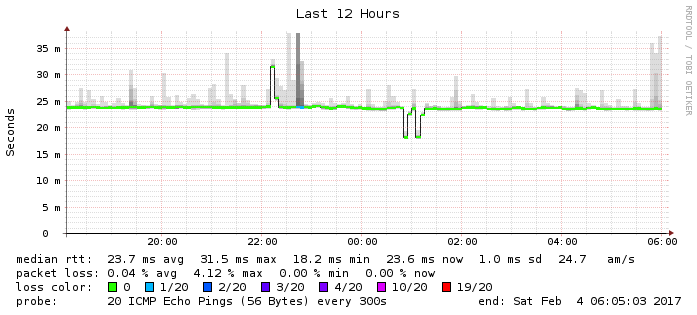 Last 12 Hours
RRDTOOL / TOBI OETIKER
Seconds
35 m
30 m
25 m
20 m
15 m
10 m
5 m
0
20:00 22:00 00:00 02:00 04:00 06:00
median rtt: 23.7 ms avg 31.5 ms max 18.2 ms min 23.6 ms now 1.0 ms sd 24.7 am/s
packet loss: 0.04 % avg 4.12 % max 0.00 % min 0.00 % now
loss color: 0 1/20 2/20 3/20 4/20 10/20 19/20
probe: 20 ICMP Echo Pings (56 Bytes) every 300s end: Sat Feb 4 06:05:03 2017